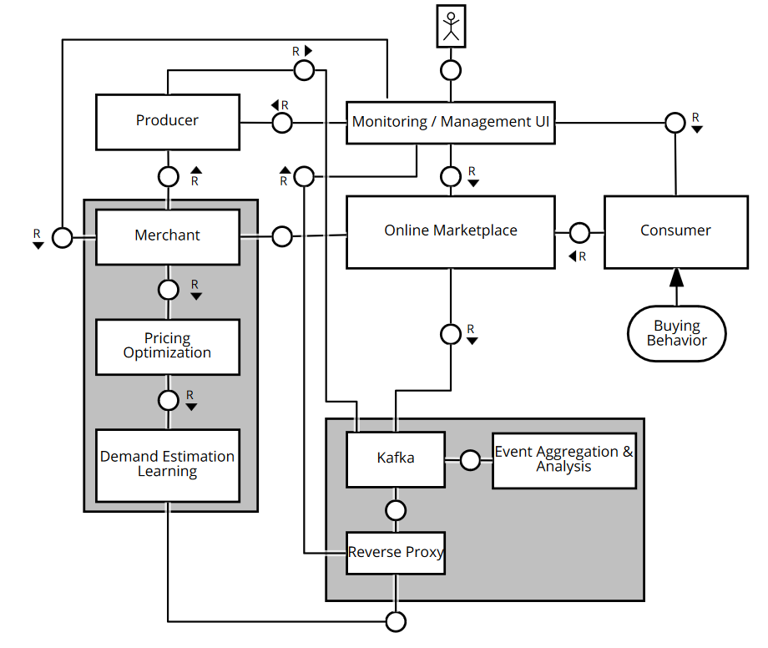 R
R
Producer
Monitoring / Management UI
R
R
R
R
R
Merchant
Online Marketplace
Consumer
R
R
Buying
Behavior
Pricing
Optimization
R
R
Demand Estimation
Learning
Kafka
Event Aggregation &
Analysis
Reverse Proxy